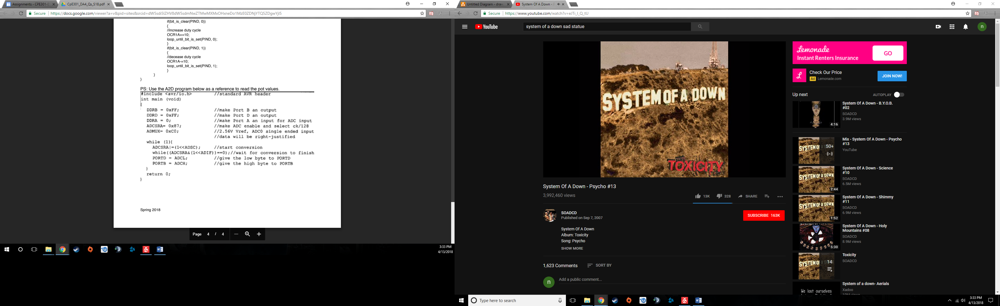 Assignments - CPE301-E
CpE301_DA4_Qs_S18.pdf
Secure
https://docs.google.com/viewer?a=v&pid=sites&srcid=
if(bit_is_clear(PIND, 0))
{
//increase duty cycle
OCR1A+=10;
loop_until_bit_is_set(PIND, 0);
}
if(bit_is_clear(PIND, 1))
{
//decease duty cycle
OCR1A-=10;
loop_until_bit_is_set(PIND, 1);
}
}
}
PS: Use the A2D program below as a reference to read the pot values.
#include <avr/io.h> //standard AVR header
int main (void)
{
DDRB = 0xFF; //make Port B an output
DDRD = 0xFF; //make Port D an output
DDRA = 0; //make Port A an input for ADC input
ADCSRA= 0x87; //make ADC enable and select ck/128
ADMUX= 0xC0; //2.56V Vref, ADC0 single ended input
//data will be right-justified
while (1){
ADCSRA|=(1<<ADSC); //start conversion
while((ADCSRA&(1<<ADIF))==0);//wait for conversion to finish
PORTD = ADCL; //give the low byte to PORTD
PORTB = ADCH; //give the high byte to PORTB
}
return 0;
}
Spring 2018
Page 4 / 4
3:33 PM
4/13/2018
Untitled Diagram - draw
System Of A Down -
Secure
https://www.youtube.com/watch?v=eJTi_I_Q_tU
YouTube
system of a down sad statue
n
SYSTEM OF A DOWN
TOXICITY
System Of A Down - Psycho #13
3,992,460 views
13K
328
SHARE
SOADCD
Published on Sep 7, 2007
SUBSCRIBE 163K
System Of A Down
Album: Toxicity
Song: Psycho
SHOW MORE
1,623 Comments
SORT BY
n
Add a public comment...
Lemonade
Instant Renters Insurance
GO
L
Check Our Price
Ad Lemonade.com
JOIN NOW!
Up next
AUTOPLAY
System Of A Down - B.Y.O.B.
#02
SOADCD
3.9M views
4:16
Mix - System Of A Down - Psycho
#13
YouTube
50+
System Of A Down - Science
#10
SOADCD
6.5M views
2:44
System Of A Down - Shimmy
#11
SOADCD
6.9M views
1:52
System Of A Down - Holy
Mountains #08
SOADCD
8.9M views
5:30
Toxicity
SOADCD
14
System of a down- Aerials
Xadoo
We lost ourselves
Type here to search
3:33 PM
4/13/2018